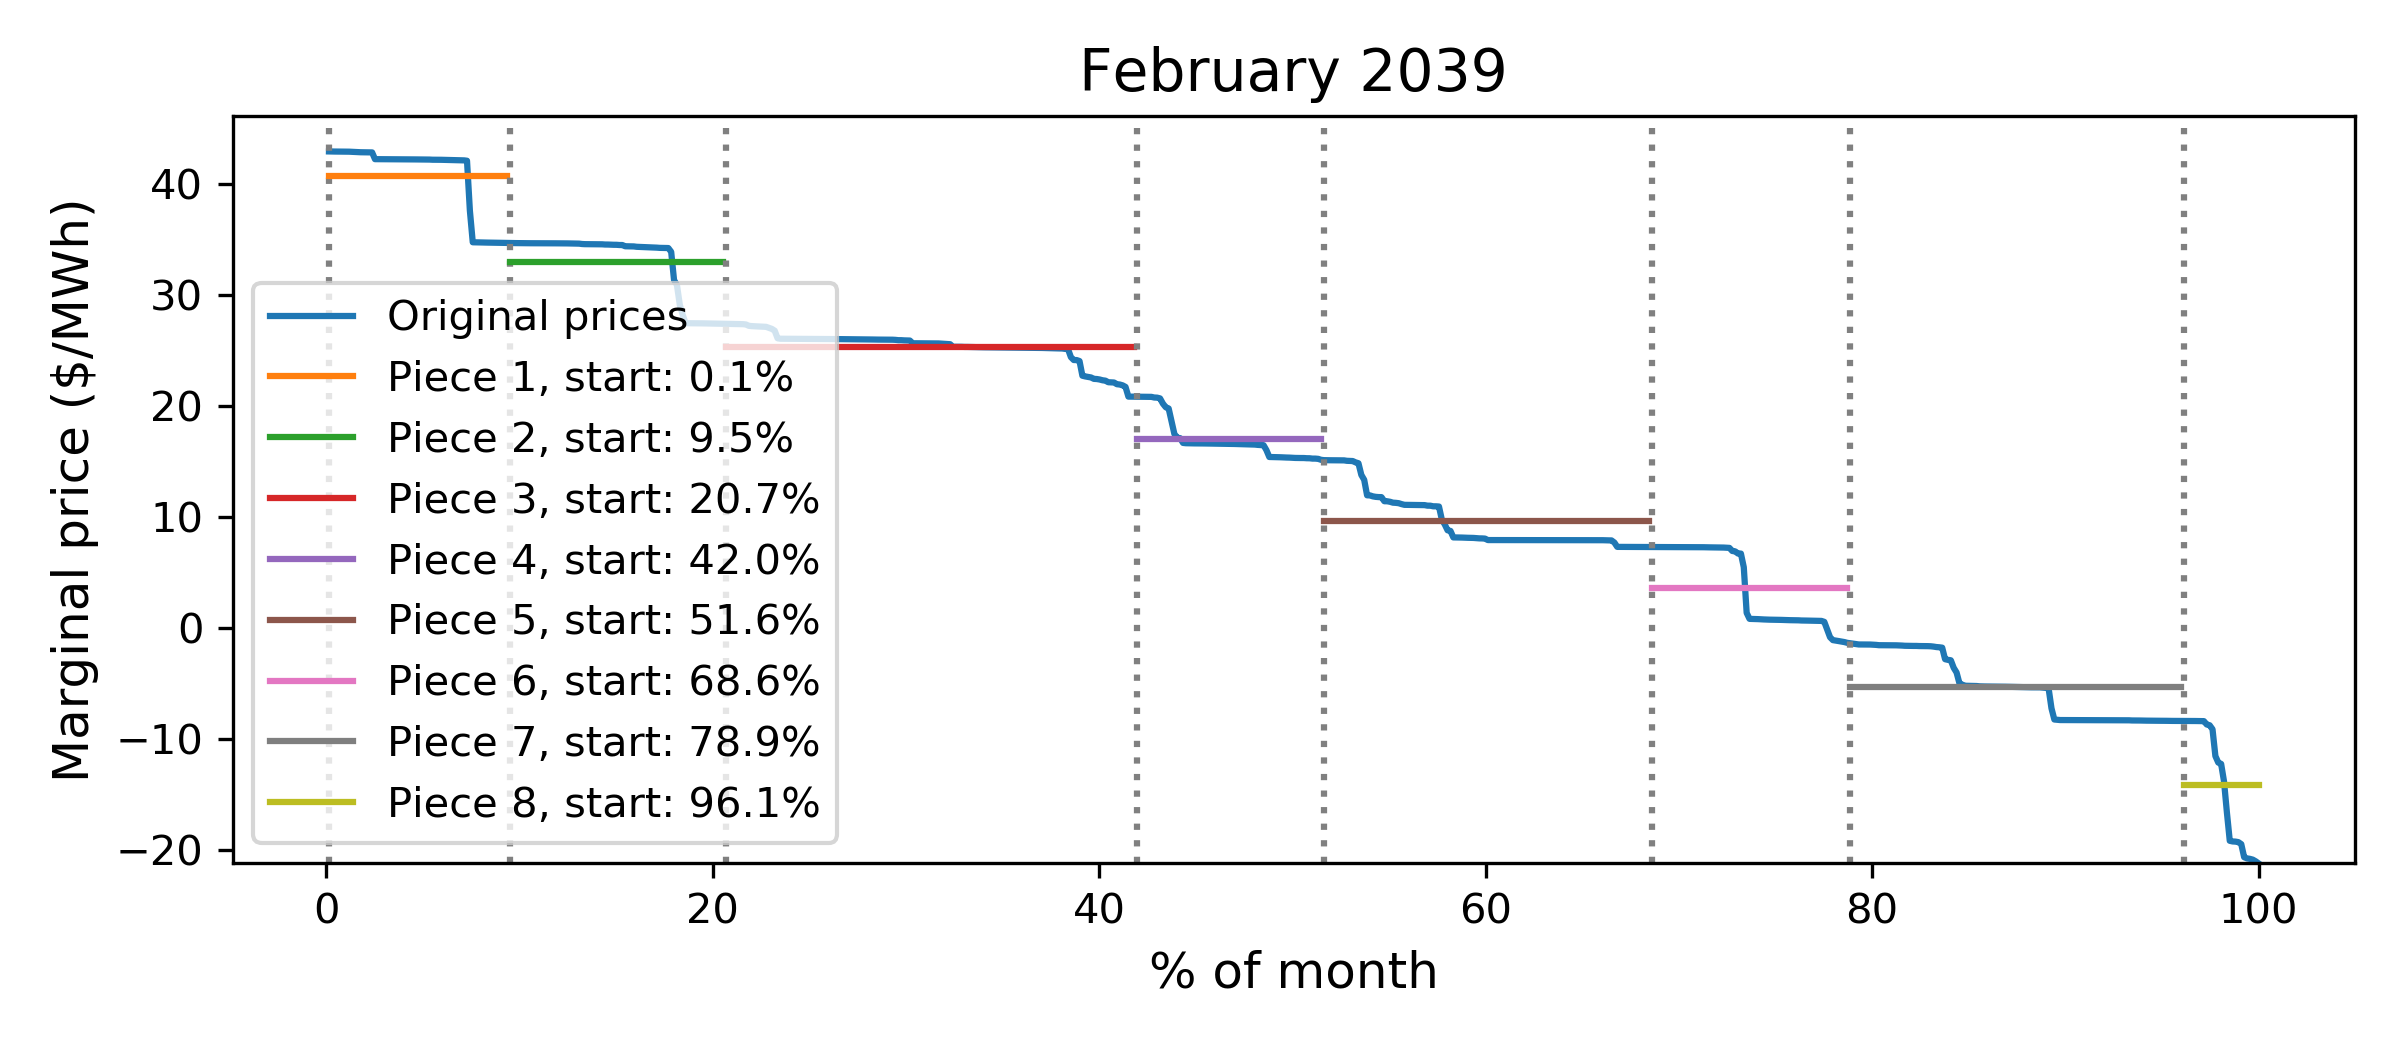 February 2039
Marginal price ($/MWh)
40
30
20
10
0
−10
−20
Original prices
Piece 1, start: 0.1%
Piece 2, start: 9.5%
Piece 3, start: 20.7%
Piece 4, start: 42.0%
Piece 5, start: 51.6%
Piece 6, start: 68.6%
Piece 7, start: 78.9%
Piece 8, start: 96.1%
0 20 40 60 80 100
% of month